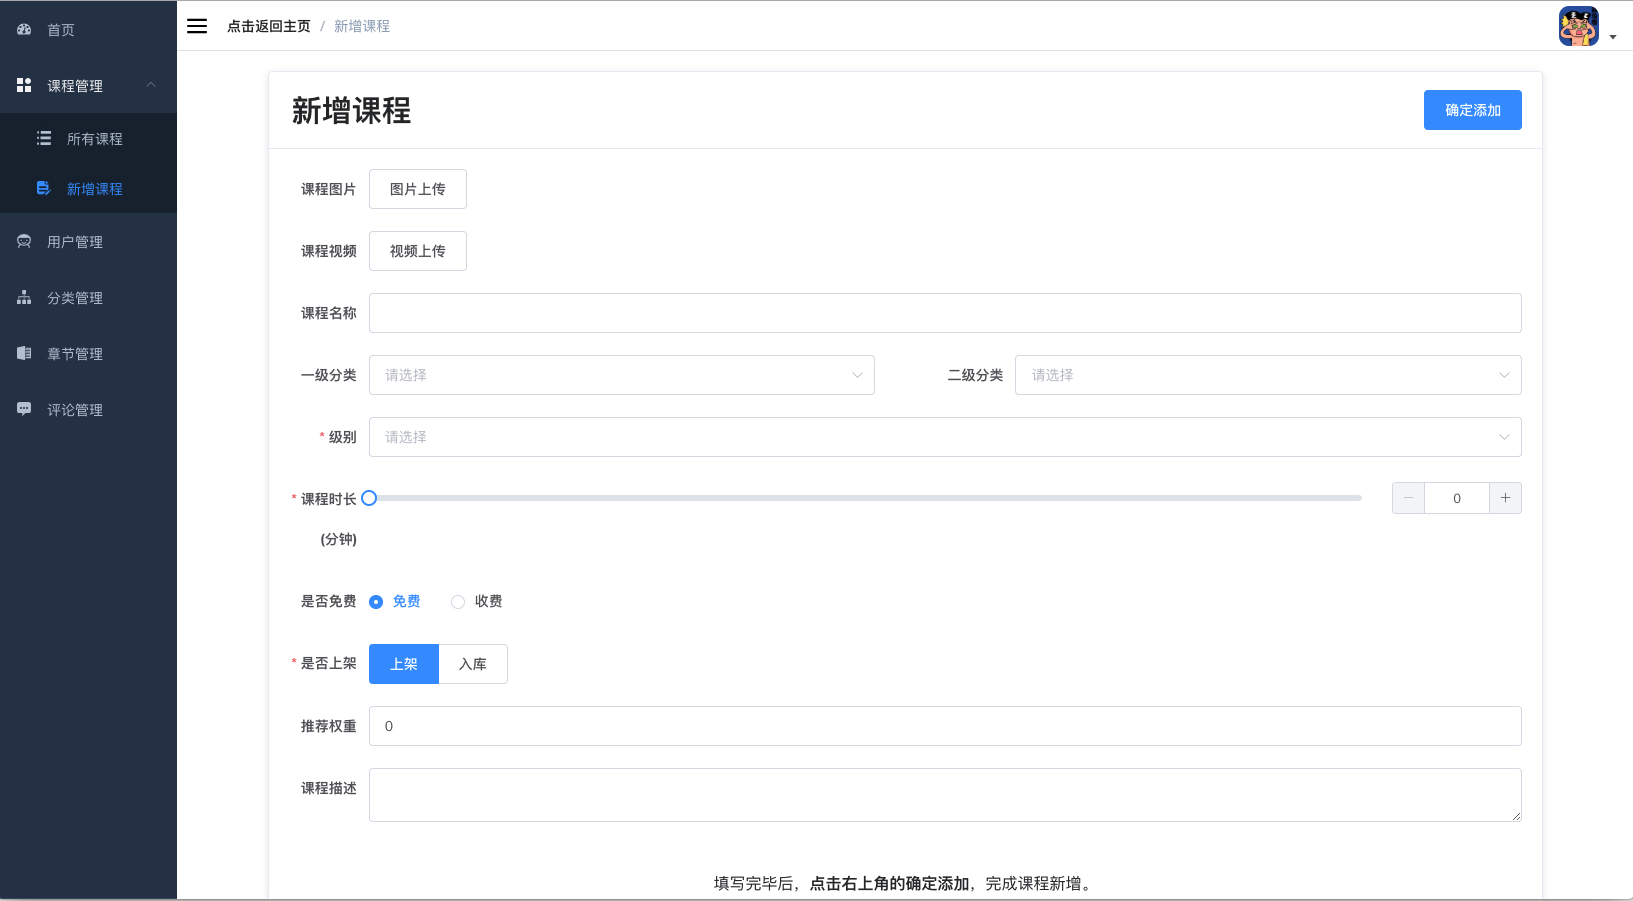 首页
课程管理
所有课程
新增课程
用户管理
分类管理
章节管理
评论管理
点击返回主页 / 新增课程
新增课程
确定添加
课程图片 图片上传
课程视频 视频上传
课程名称
一级分类 请选择 二级分类 请选择
* 级别 请选择
* 课程时长 0
(分钟)
是否免费 免费 收费
* 是否上架 上架 入库
推荐权重 0
课程描述
填写完毕后，点击右上角的确定添加，完成课程新增。